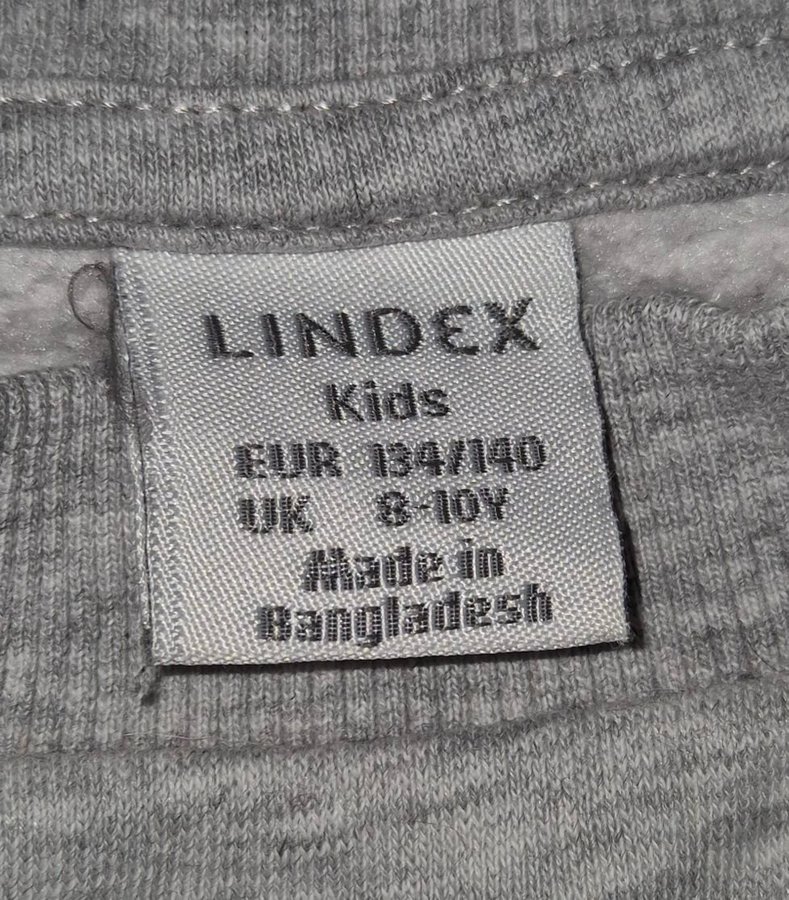 LINDEX
Kids
EUR 134/140
UK 8-10Y
Made in
Bangladesh